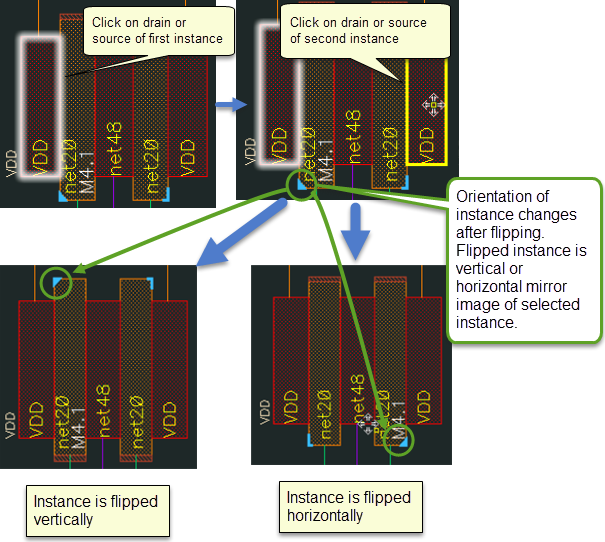 Click on drain or
source of first instance
Click on drain or source
of second instance
VDD
VDD
net20
M4.1
net48
net20
VDD
VDD
VDD
net20
M4.1
net48
net20
VDD
Orientation of
instance changes
after flipping.
Flipped instance is
vertical or
horizontal mirror
image of selected
instance.
VDD
VDD
net20
M4.1
net48
net20
VDD
VDD
VDD
net20
net48
net20
M4.1
VDD
Instance is flipped
vertically
Instance is flipped
horizontally